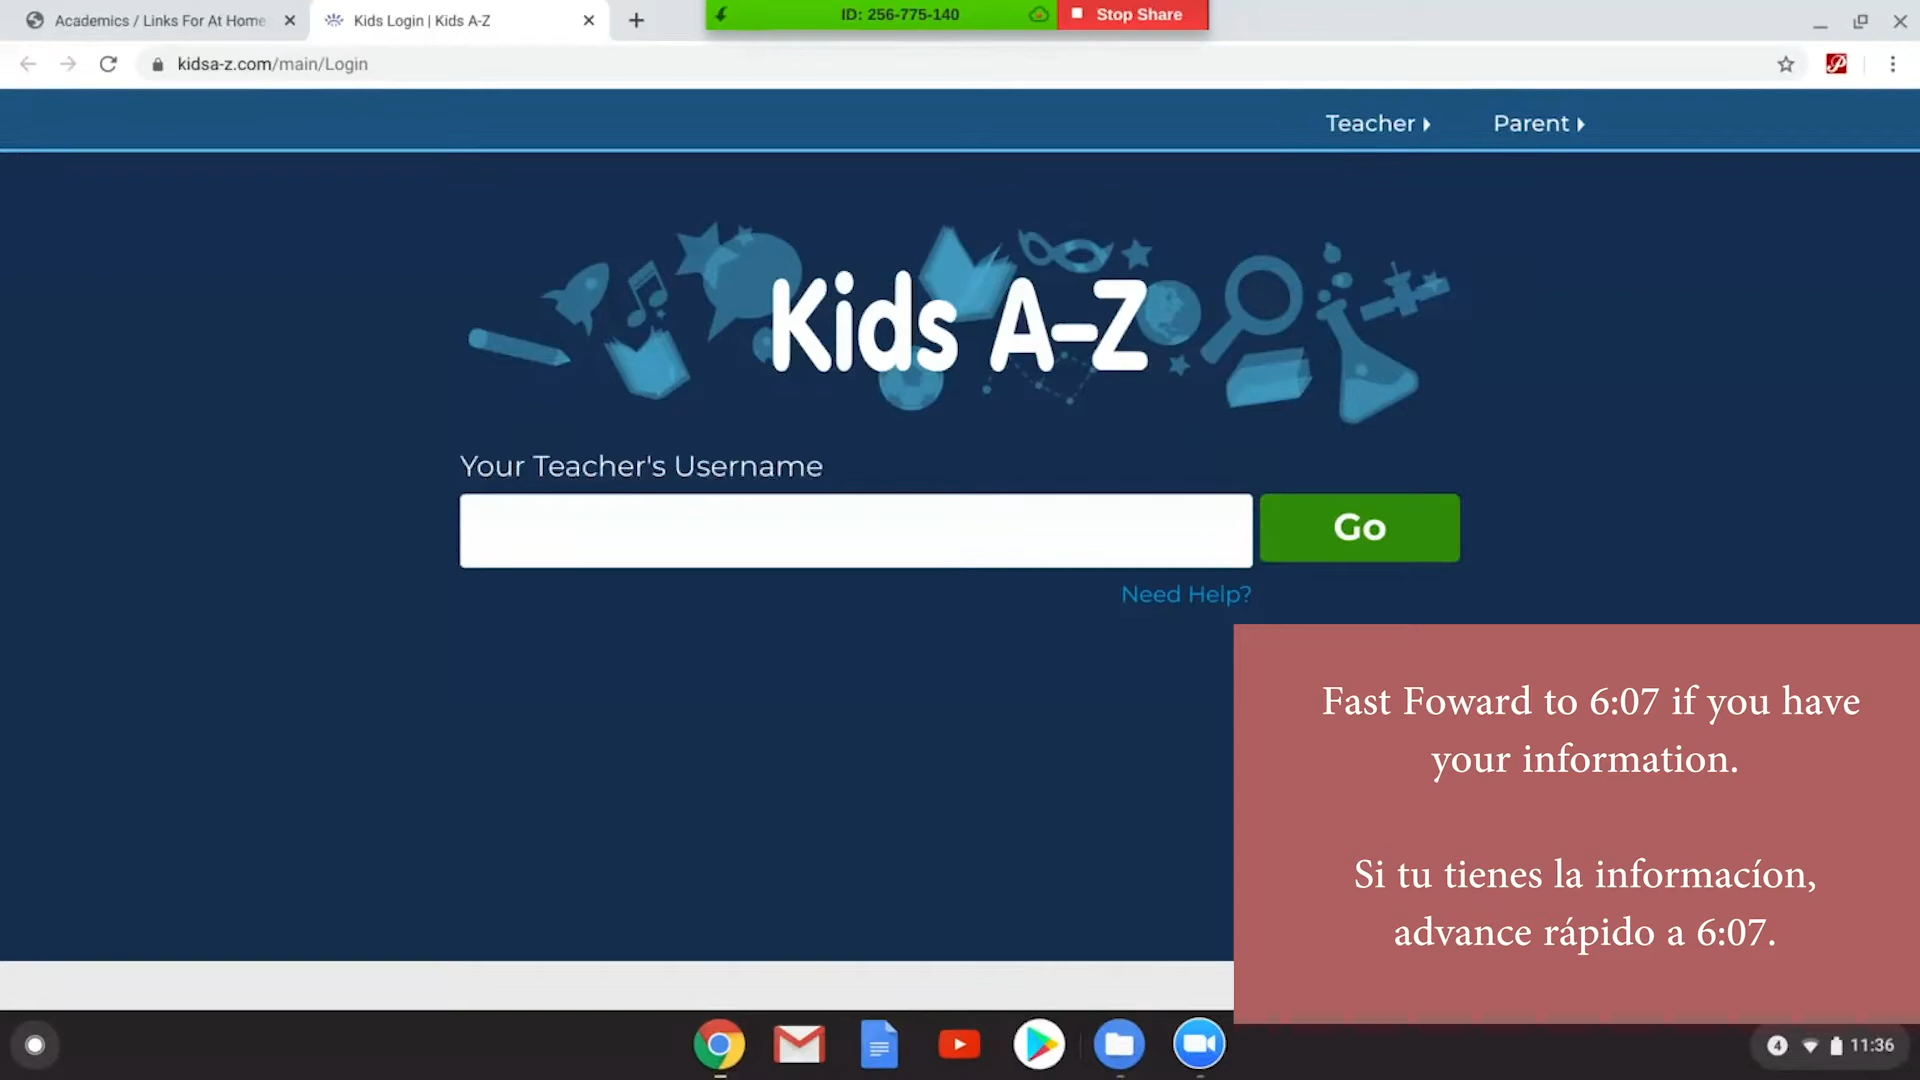 Academics / Links For At Home
Kids Login | Kids A-Z
ID: 256-775-140
Stop Share
kidsa-z.com/main/Login
Teacher
Parent
Kids A-Z
Your Teacher's Username
Go
Need Help?
Fast Foward to 6:07 if you have
your information.
Si tu tienes la informacíon,
advance rápido a 6:07.
4
11:36